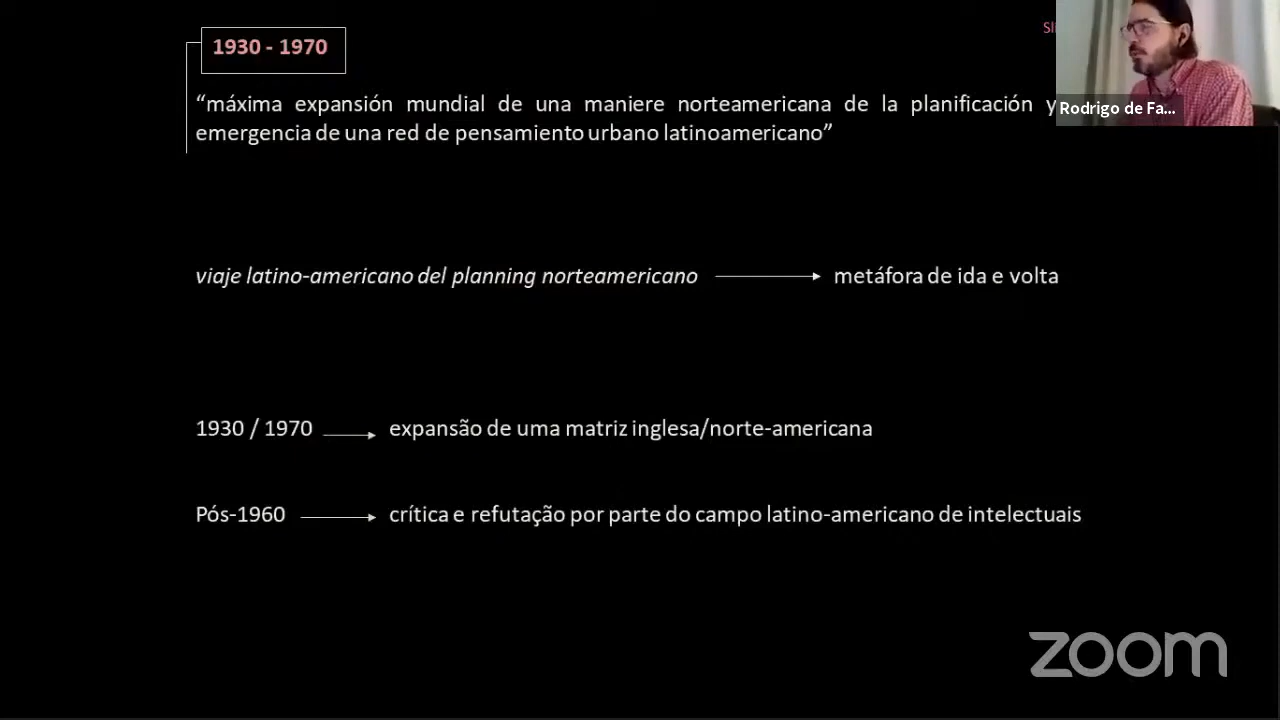 1930 - 1970
“máxima expansión mundial de una maniere norteamericana de la planificación y
emergencia de una red de pensamiento urbano latinoamericano”
viaje latino-americano del planning norteamericano
metáfora de ida e volta
1930 / 1970
expansão de uma matriz inglesa/norte-americana
Pós-1960
crítica e refutação por parte do campo latino-americano de intelectuais
Rodrigo de Fa...
zoom